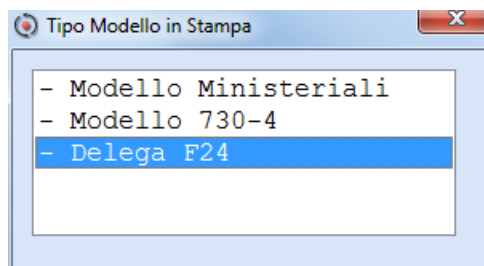 Tipo Modello in Stampa
- Modello Ministeriali
- Modello 730-4
- Delega F24